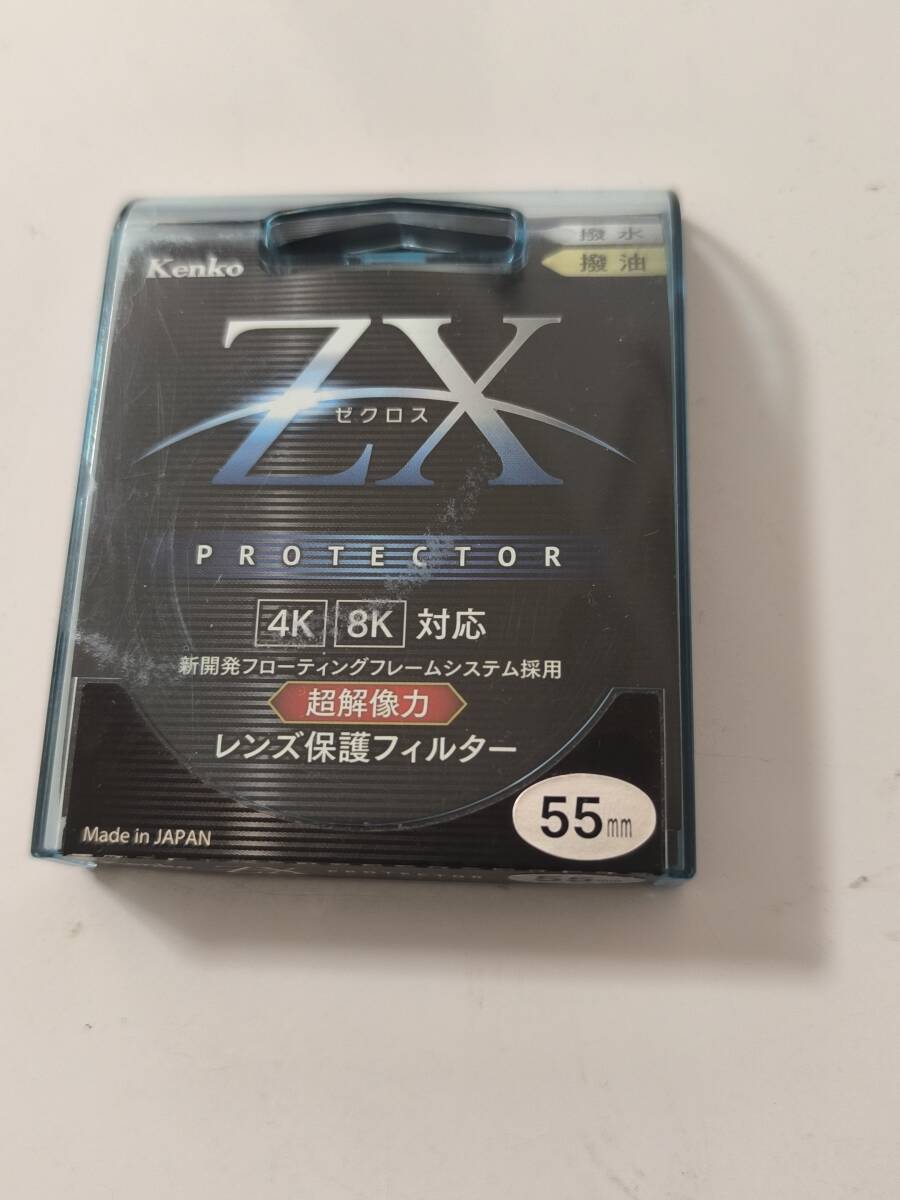 撥水
Kenko
撥油
ZX
ゼクロス
PROTECTOR
4K 8K 対応
新開発フローティングフレームシステム採用
超解像力
レンズ保護フィルター
55mm
Made in JAPAN
ZX PROTECTOR